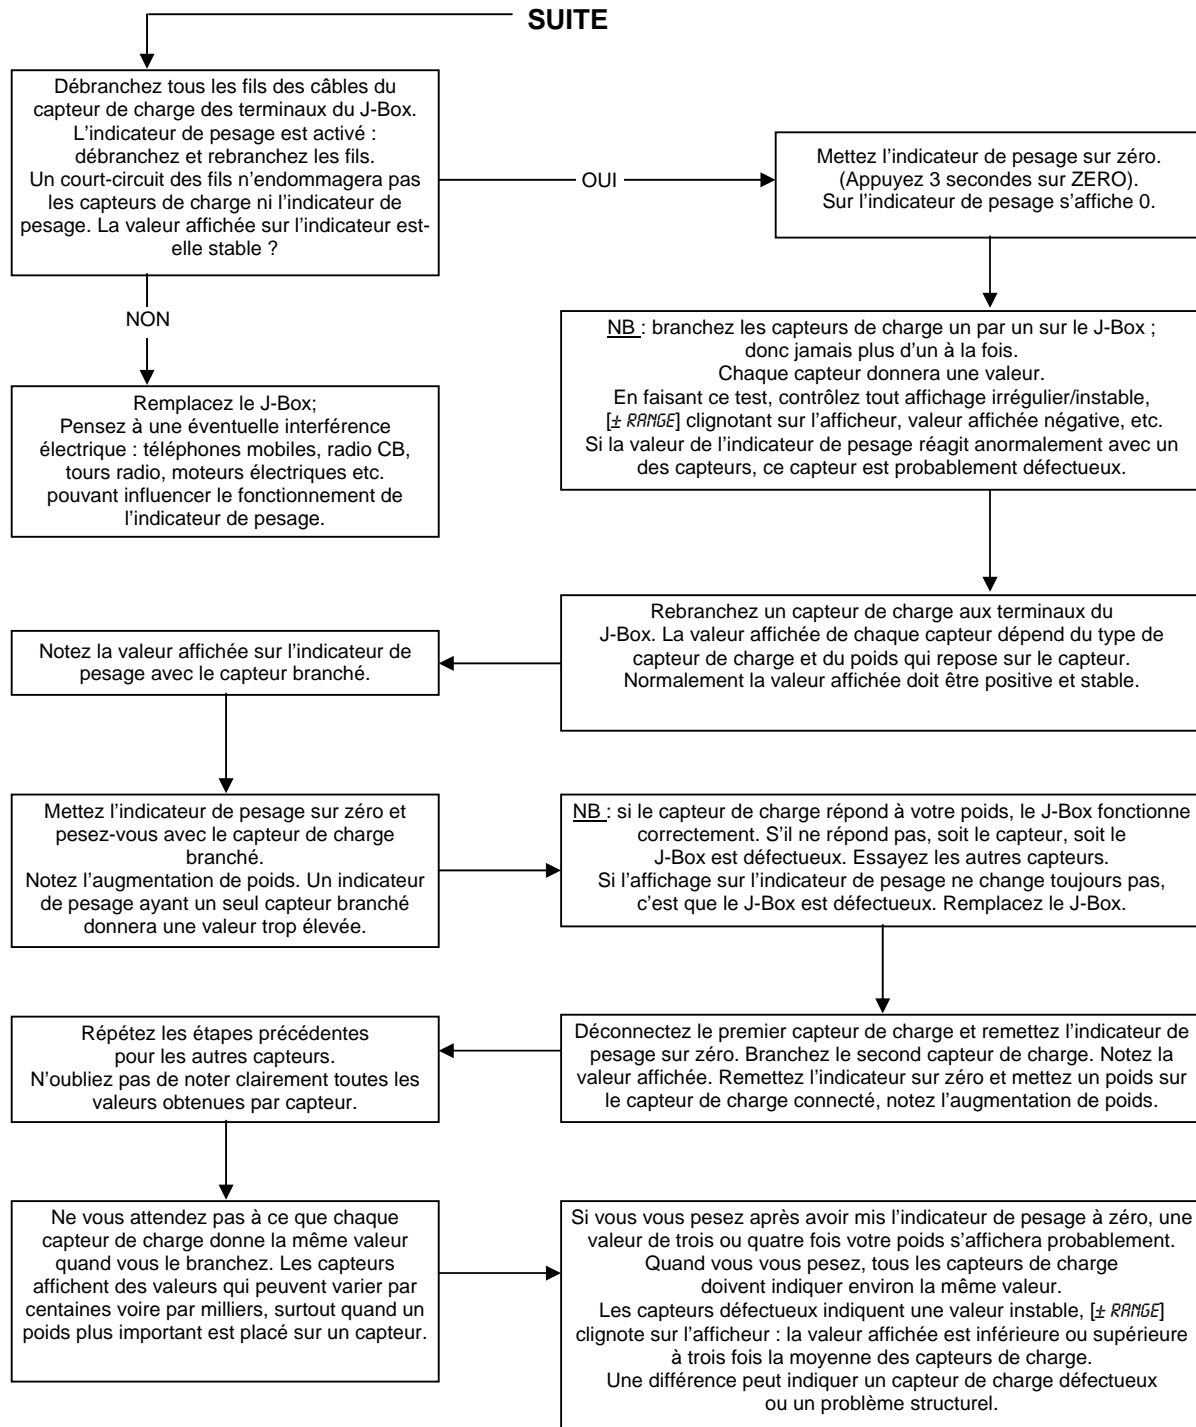 SUITE
Débranchez tous les fils des câbles du
capteur de charge des terminaux du J-Box.
L’indicateur de pesage est activé :
débranchez et rebranchez les fils.
Un court-circuit des fils n’endommagera pas
les capteurs de charge ni l’indicateur de
pesage. La valeur affichée sur l’indicateur est-
elle stable ?
OUI
Mettez l’indicateur de pesage sur zéro.
(Appuyez 3 secondes sur ZERO).
Sur l’indicateur de pesage s’affiche 0.
NON
Remplacez le J-Box;
Pensez à une éventuelle interférence
électrique : téléphones mobiles, radio CB,
tours radio, moteurs électriques etc.
pouvant influencer le fonctionnement de
l’indicateur de pesage.
NB : branchez les capteurs de charge un par un sur le J-Box ;
donc jamais plus d’un à la fois.
Chaque capteur donnera une valeur.
En faisant ce test, contrôlez tout affichage irrégulier/instable,
[± RANGE] clignotant sur l’afficheur, valeur affichée négative, etc.
Si la valeur de l’indicateur de pesage réagit anormalement avec un
des capteurs, ce capteur est probablement défectueux.
Rebranchez un capteur de charge aux terminaux du
J-Box. La valeur affichée de chaque capteur dépend du type de
capteur de charge et du poids qui repose sur le capteur.
Normalement la valeur affichée doit être positive et stable.
Notez la valeur affichée sur l’indicateur de
pesage avec le capteur branché.
Mettez l’indicateur de pesage sur zéro et
pesez-vous avec le capteur de charge
branché.
Notez l’augmentation de poids. Un indicateur
de pesage ayant un seul capteur branché
donnera une valeur trop élevée.
NB : si le capteur de charge répond à votre poids, le J-Box fonctionne
correctement. S’il ne répond pas, soit le capteur, soit le
J-Box est défectueux. Essayez les autres capteurs.
Si l’affichage sur l’indicateur de pesage ne change toujours pas,
c’est que le J-Box est défectueux. Remplacez le J-Box.
Déconnectez le premier capteur de charge et remettez l’indicateur de
pesage sur zéro. Branchez le second capteur de charge. Notez la
valeur affichée. Remettez l’indicateur sur zéro et mettez un poids sur
le capteur de charge connecté, notez l’augmentation de poids.
Répétez les étapes précédentes
pour les autres capteurs.
N’oubliez pas de noter clairement toutes les
valeurs obtenues par capteur.
Ne vous attendez pas à ce que chaque
capteur de charge donne la même valeur
quand vous le branchez. Les capteurs
affichent des valeurs qui peuvent varier par
centaines voire par milliers, surtout quand un
poids plus important est placé sur un capteur.
Si vous vous pesez après avoir mis l’indicateur de pesage à zéro, une
valeur de trois ou quatre fois votre poids s’affichera probablement.
Quand vous vous pesez, tous les capteurs de charge
doivent indiquer environ la même valeur.
Les capteurs défectueux indiquent une valeur instable, [± RANGE]
clignote sur l’afficheur : la valeur affichée est inférieure ou supérieure
à trois fois la moyenne des capteurs de charge.
Une différence peut indiquer un capteur de charge défectueux
ou un problème structurel.